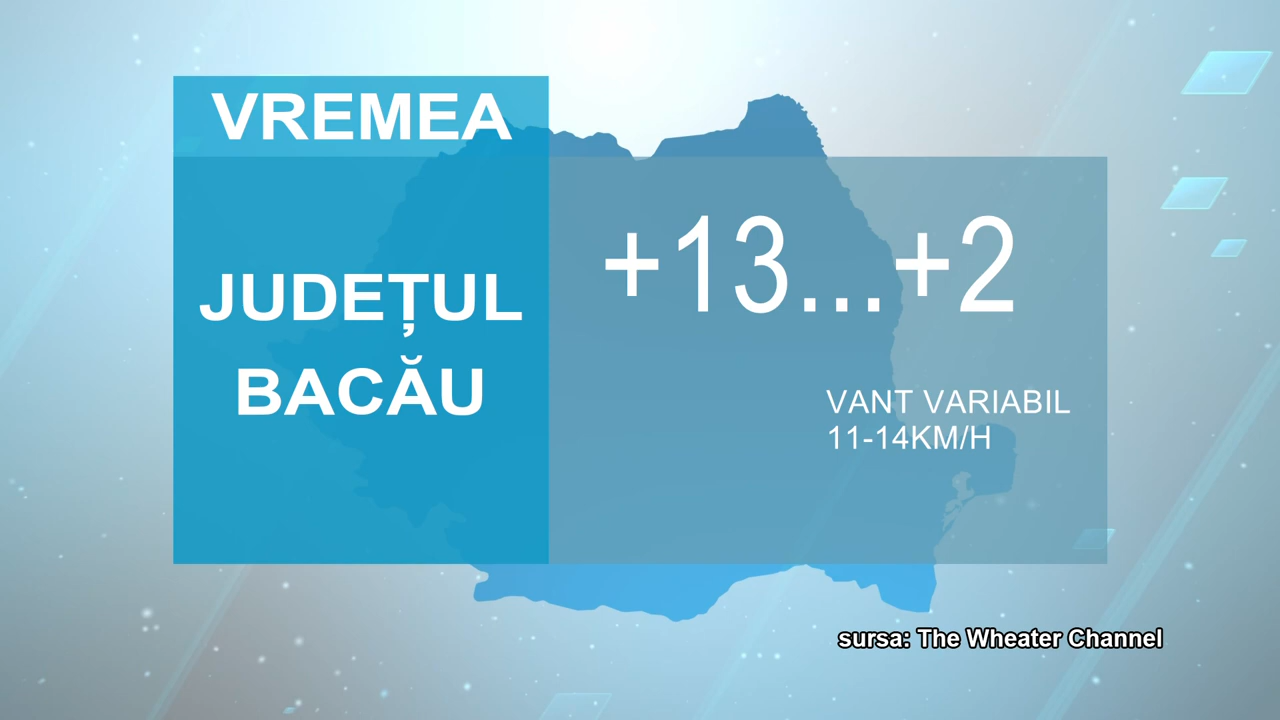 VREMEA
JUDEȚUL
BACĂU
+13...+2
VANT VARIABIL
11-14KM/H
sursa: The Wheater Channel